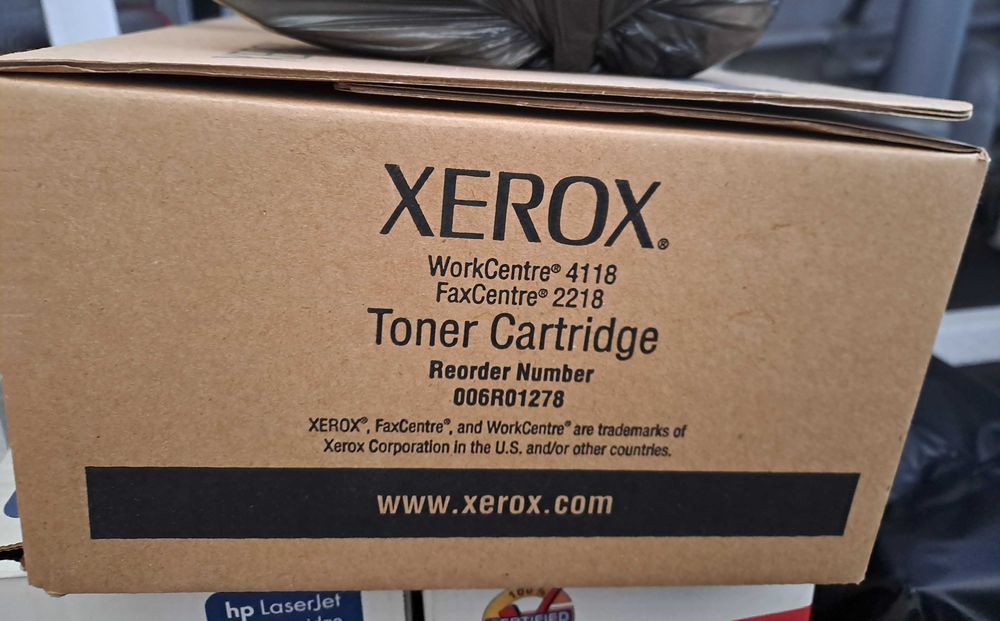 XEROX®
WorkCentre® 4118
FaxCentre® 2218
Toner Cartridge
Reorder Number
006R01278
XEROX®, FaxCentre®, and WorkCentre® are trademarks of
Xerox Corporation in the U.S. and/or other countries.
www.xerox.com
hp LaserJet
100%